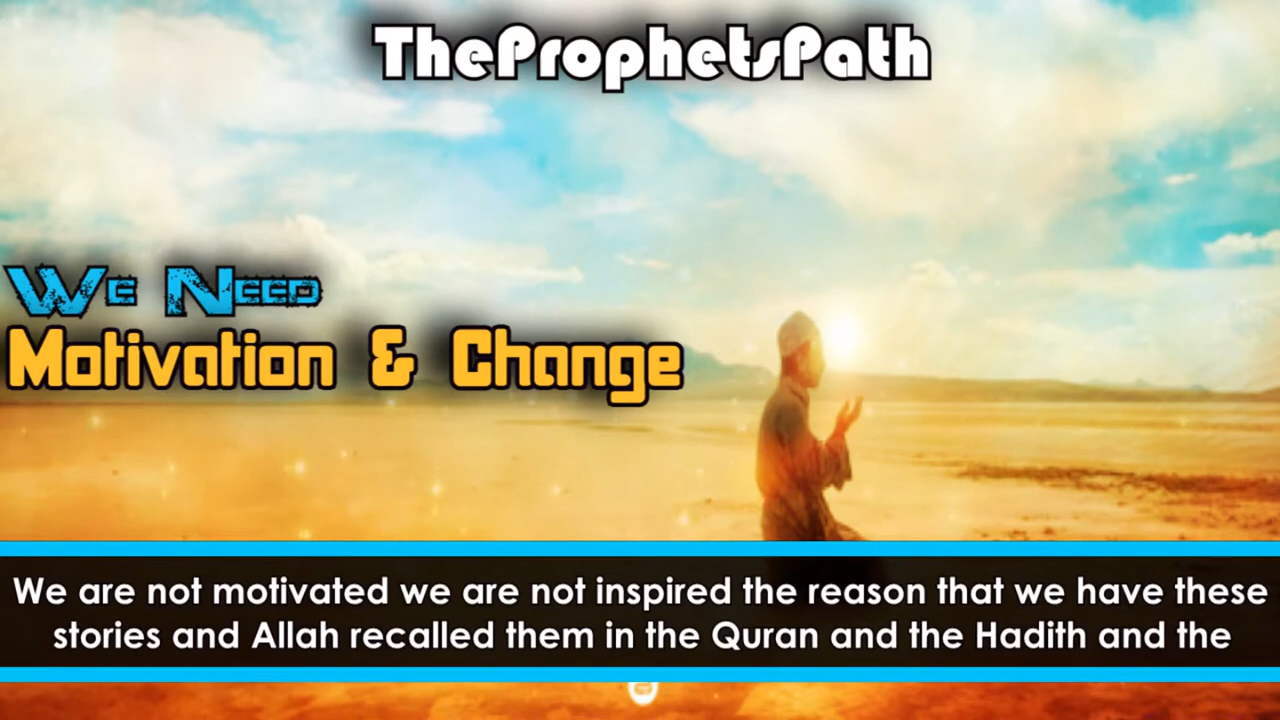 TheProphetsPath
We Need
Motivation & Change
We are not motivated we are not inspired the reason that we have these
stories and Allah recalled them in the Quran and the Hadith and the